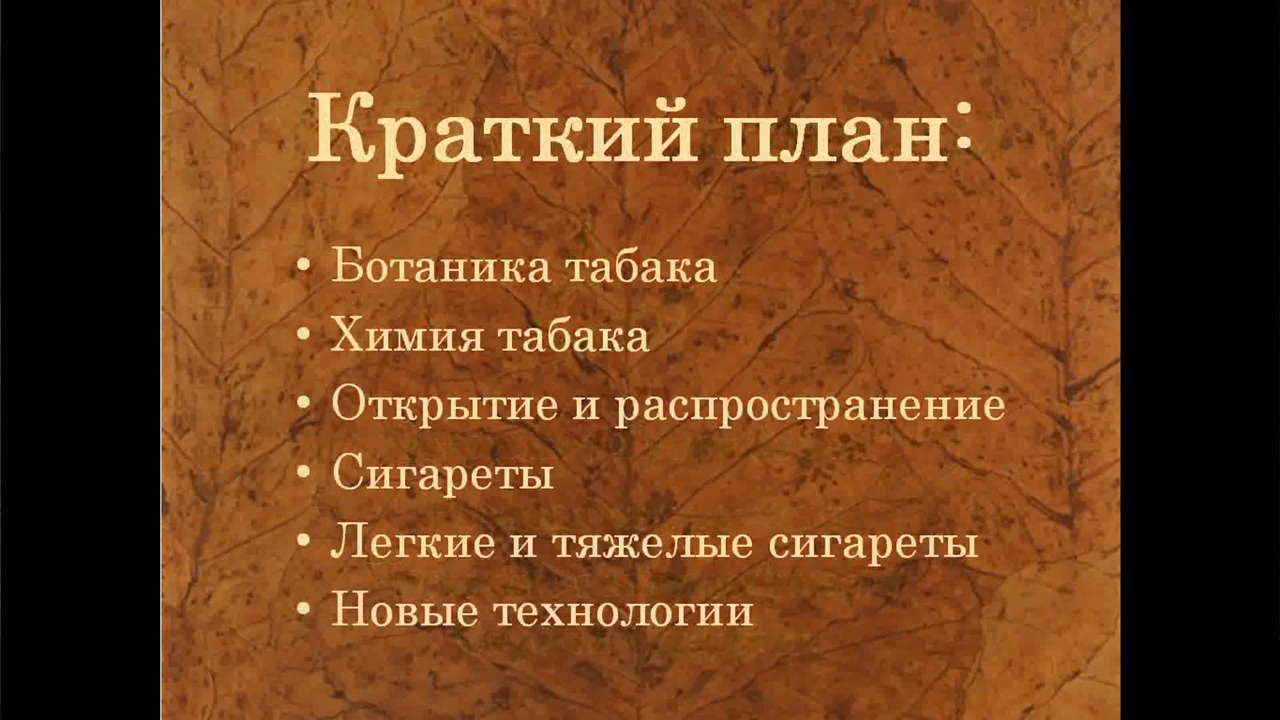 Краткий план:
• Ботаника табака
• Химия табака
• Открытие и распространение
• Сигареты
• Легкие и тяжелые сигареты
• Новые технологии